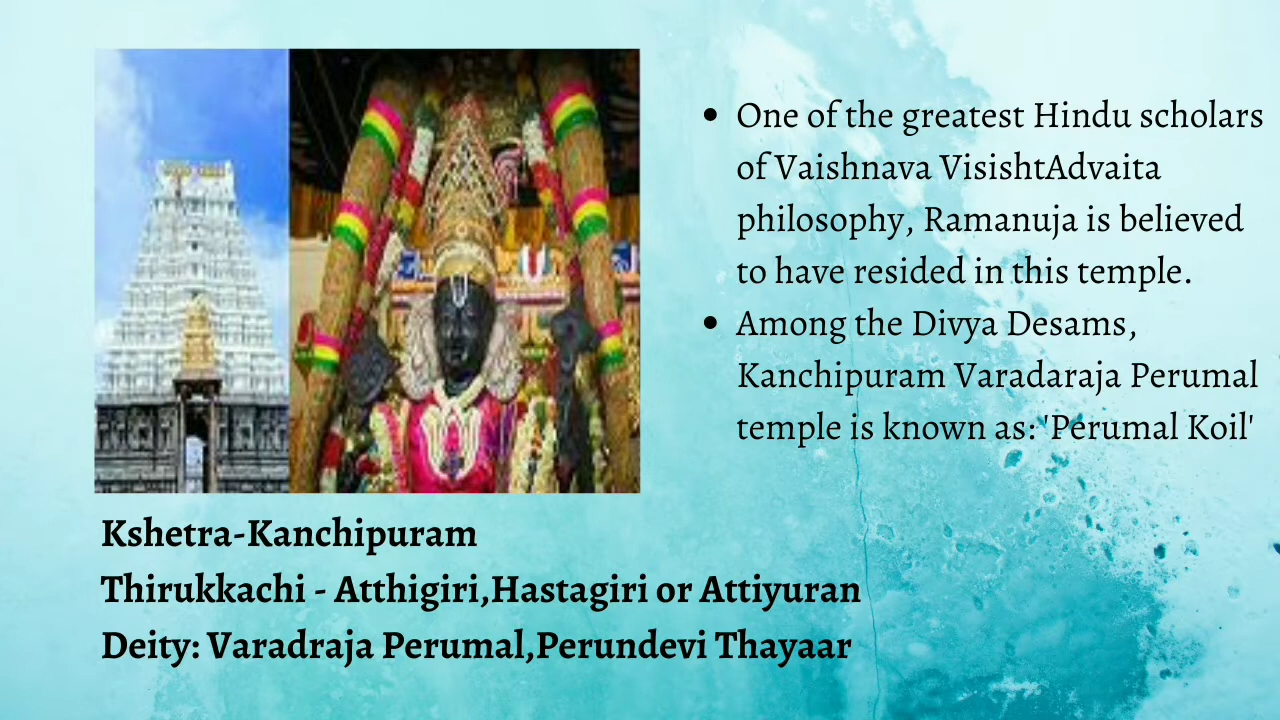 One of the greatest Hindu scholars
of Vaishnava VisishtAdvaita
philosophy, Ramanuja is believed
to have resided in this temple.
Among the Divya Desams,
Kanchipuram Varadaraja Perumal
temple is known as: 'Perumal Koil'
Kshetra-Kanchipuram
Thirukkachi - Atthigiri,Hastagiri or Attiyuran
Deity: Varadraja Perumal,Perundevi Thayaar